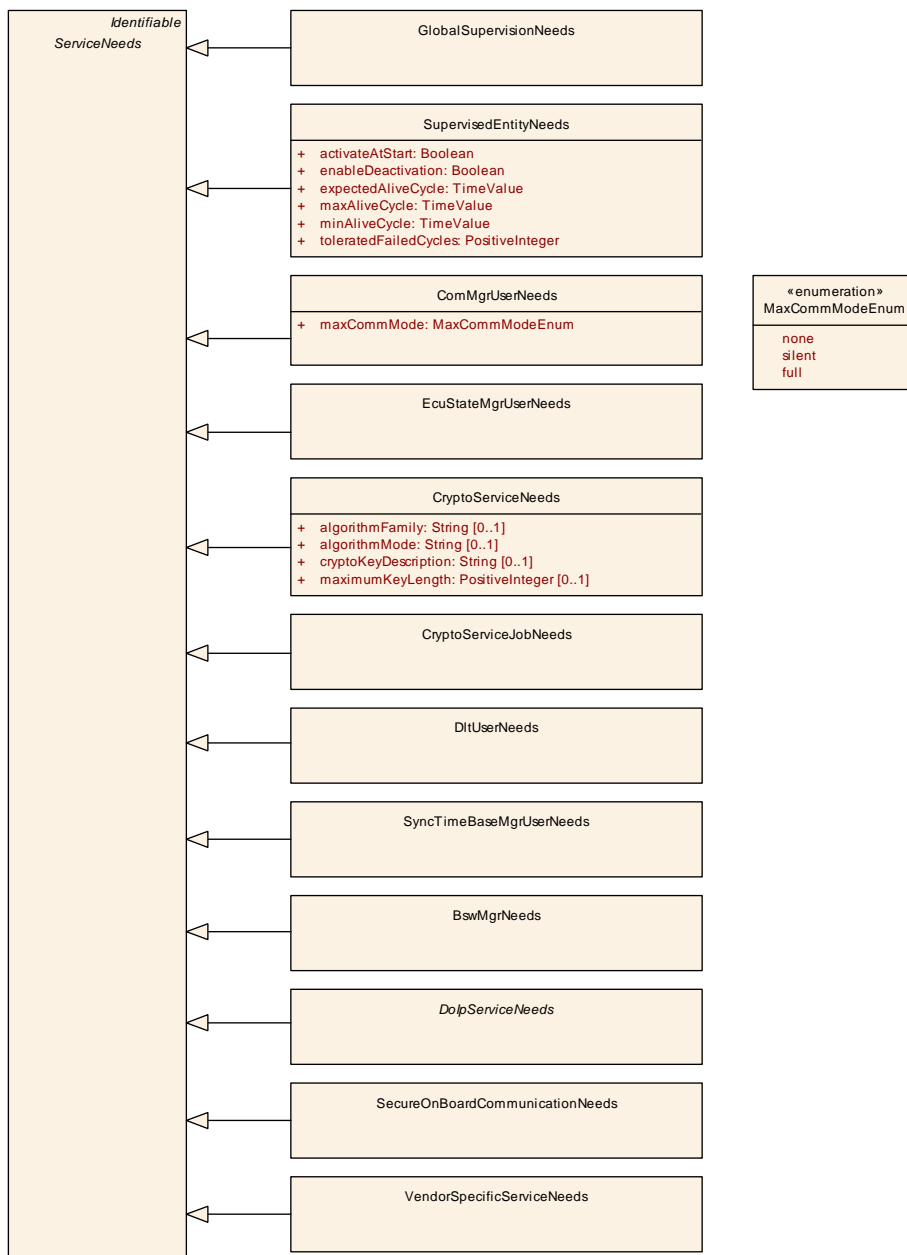 Identifiable
ServiceNeeds
GlobalSupervisionNeeds
SupervisedEntityNeeds
+ activateAtStart: Boolean
+ enableDeactivation: Boolean
+ expectedAliveCycle: TimeValue
+ maxAliveCycle: TimeValue
+ minAliveCycle: TimeValue
+ toleratedFailedCycles: PositiveInteger
ComMgrUserNeeds
+ maxCommMode: MaxCommModeEnum
«enumeration»
MaxCommModeEnum
none
silent
full
EcuStateMgrUserNeeds
CryptoServiceNeeds
+ algorithmFamily: String [0..1]
+ algorithmMode: String [0..1]
+ cryptoKeyDescription: String [0..1]
+ maximumKeyLength: PositiveInteger [0..1]
CryptoServiceJobNeeds
DltUserNeeds
SyncTimeBaseMgrUserNeeds
BswMgrNeeds
DoIpServiceNeeds
SecureOnBoardCommunicationNeeds
VendorSpecificServiceNeeds